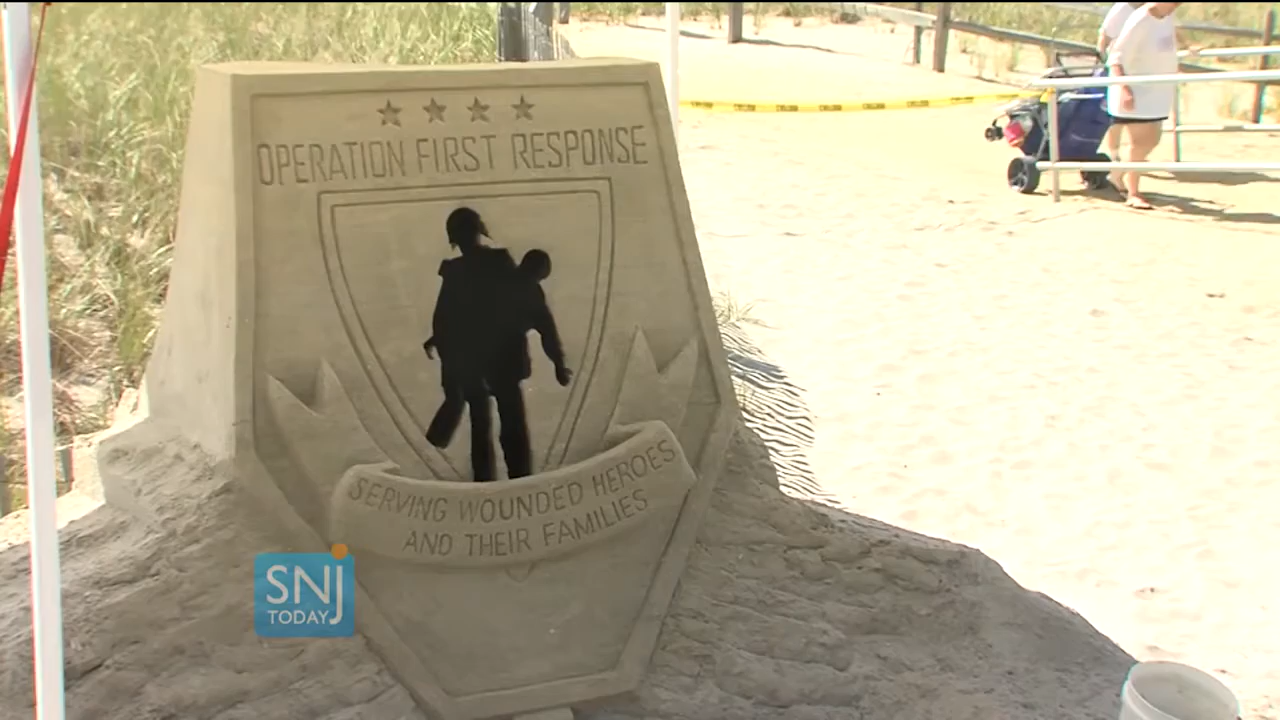 OPERATION FIRST RESPONSE
SERVING WOUNDED HEROES
AND THEIR FAMILIES
SNJ
TODAY